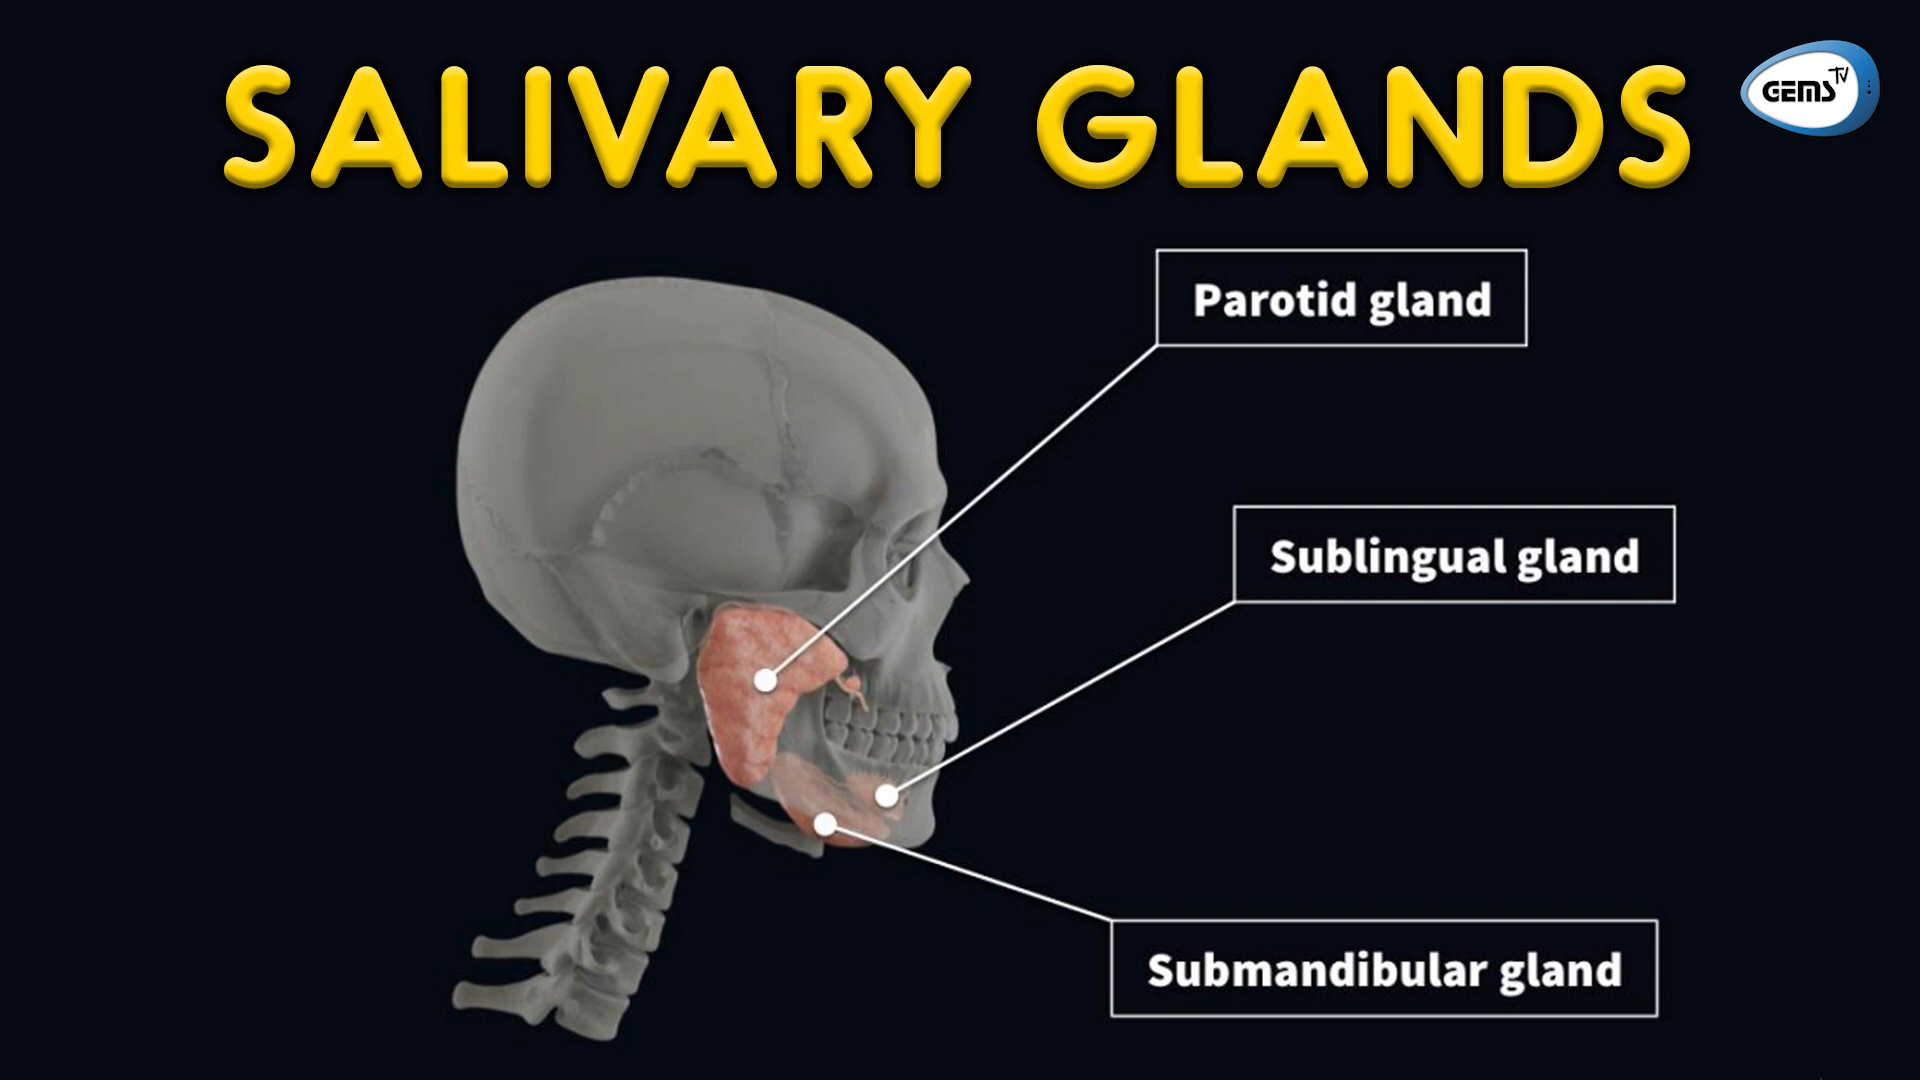 SALIVARY GLANDS
GEMS TV
Parotid gland
Sublingual gland
Submandibular gland